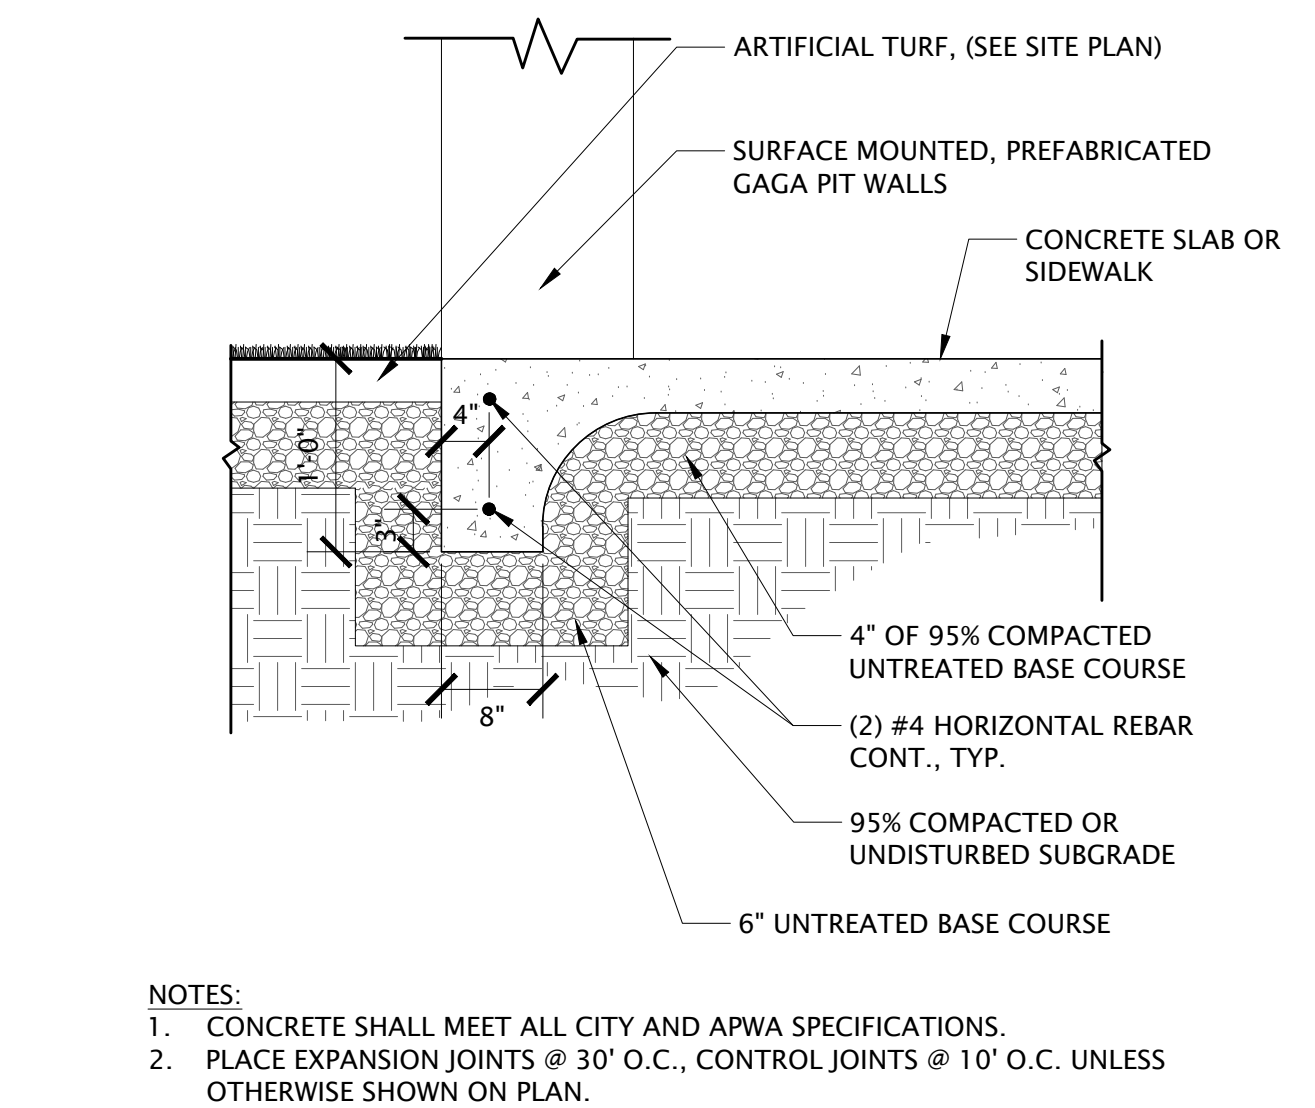 ARTIFICIAL TURF, (SEE SITE PLAN)
SURFACE MOUNTED, PREFABRICATED
GAGA PIT WALLS
CONCRETE SLAB OR
SIDEWALK
4"
1'-0"
3"
8"
4" OF 95% COMPACTED
UNTREATED BASE COURSE
(2) #4 HORIZONTAL REBAR
CONT., TYP.
95% COMPACTED OR
UNDISTURBED SUBGRADE
6" UNTREATED BASE COURSE
NOTES:
1. CONCRETE SHALL MEET ALL CITY AND APWA SPECIFICATIONS.
2. PLACE EXPANSION JOINTS @ 30' O.C., CONTROL JOINTS @ 10' O.C. UNLESS
OTHERWISE SHOWN ON PLAN.